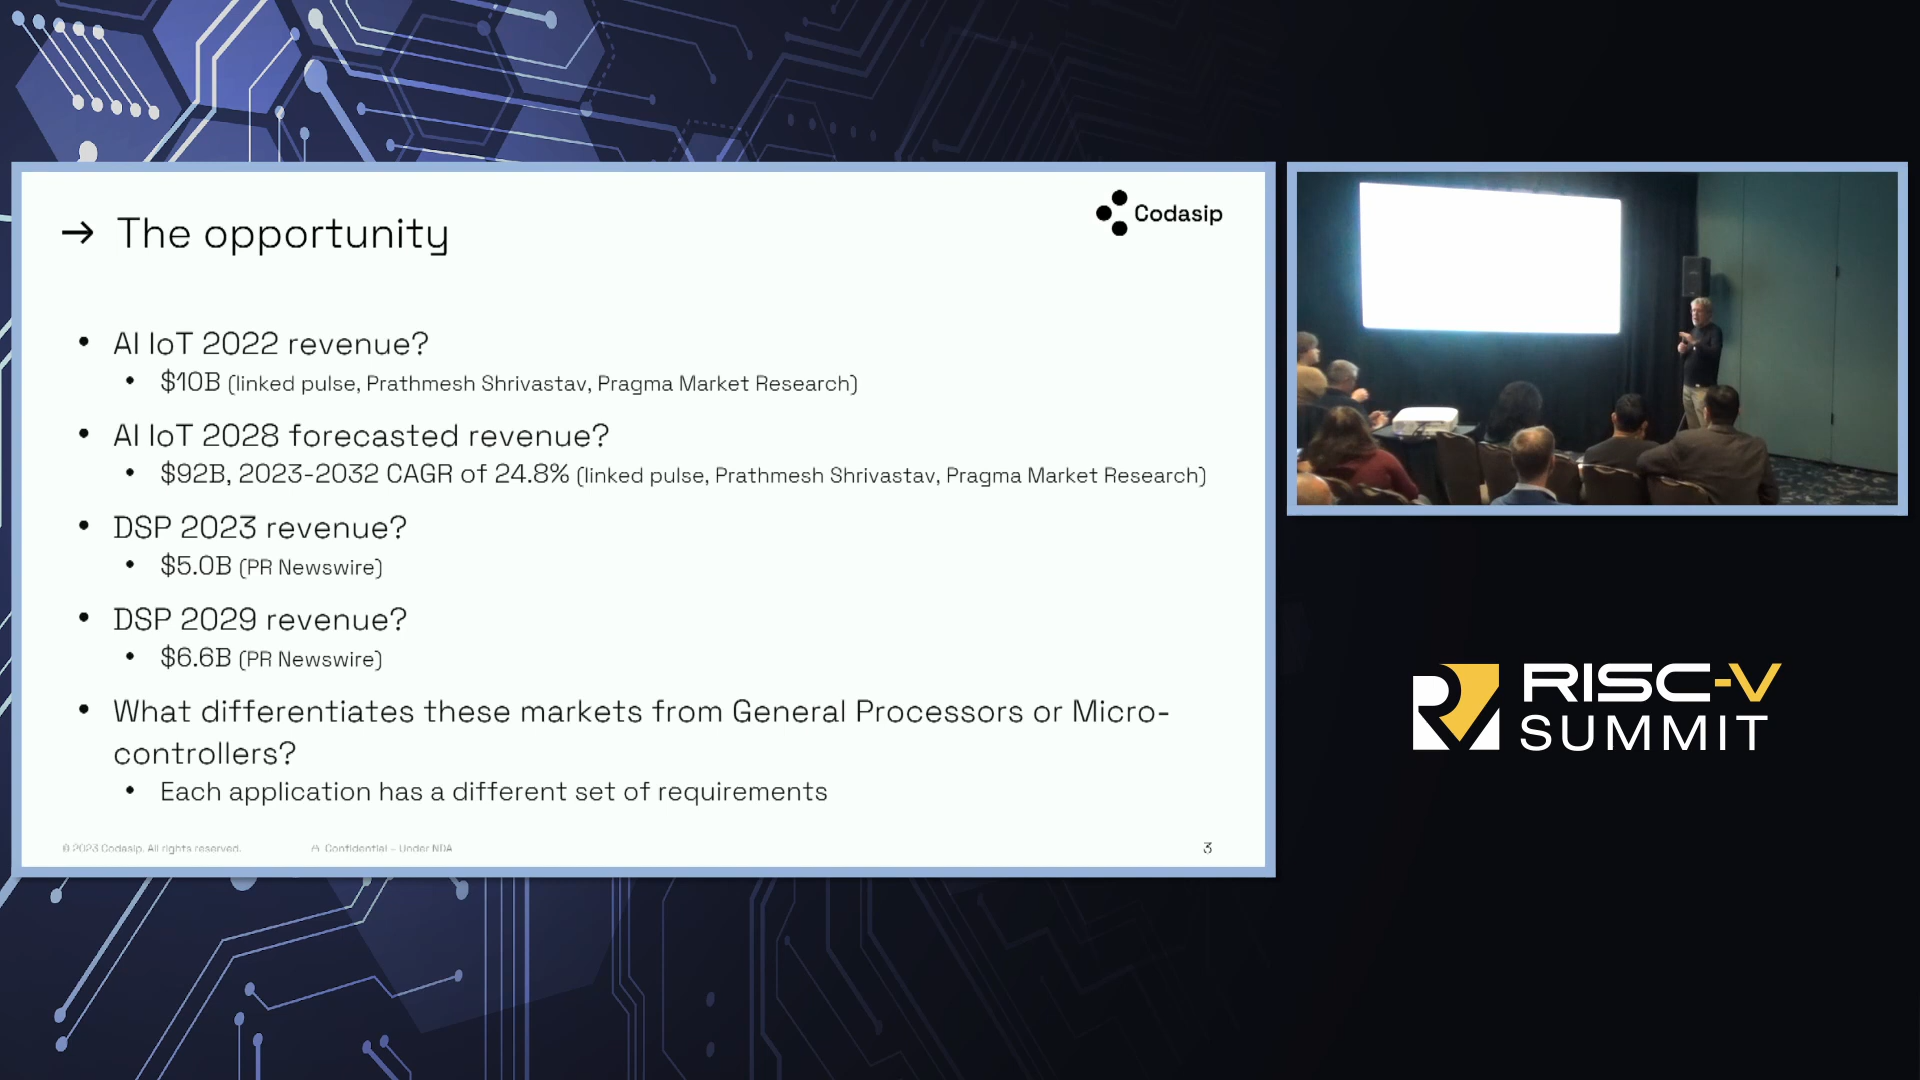 → The opportunity
Codasip
• AI IoT 2022 revenue?
• $10B (linked pulse, Prathmesh Shrivastav, Pragma Market Research)
• AI IoT 2028 forecasted revenue?
• $92B, 2023-2032 CAGR of 24.8% (linked pulse, Prathmesh Shrivastav, Pragma Market Research)
• DSP 2023 revenue?
• $5.0B (PR Newswire)
• DSP 2029 revenue?
• $6.6B (PR Newswire)
• What differentiates these markets from General Processors or Micro-
controllers?
• Each application has a different set of requirements
© 2023 Codasip. All rights reserved. Confidential – Under NDA 3
RISC-V
SUMMIT